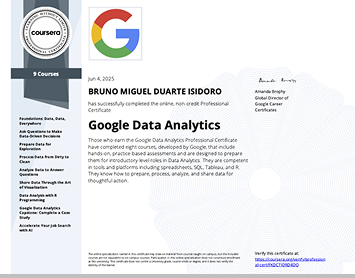 coursera
9 Courses
Foundations: Data, Data,
Everywhere
Ask Questions to Make
Data-Driven Decisions
Prepare Data for
Exploration
Process Data from Dirty to
Clean
Analyze Data to Answer
Questions
Share Data Through the Art
of Visualization
Data Analysis with R
Programming
Google Data Analytics
Capstone: Complete a Case
Study
Accelerate Your Job Search
with AI
Jun 4, 2025
BRUNO MIGUEL DUARTE ISIDORO
has successfully completed the online, non-credit Professional
Certificate
Google Data Analytics
Those who earn the Google Data Analytics Professional Certificate
have completed eight courses, developed by Google, that include
hands-on, practice-based assessments and are designed to prepare
them for introductory-level roles in Data Analytics. They are competent
in tools and platforms including spreadsheets, SQL, Tableau, and R.
They know how to prepare, process, analyze, and share data for
thoughtful action.
Amanda Brophy
Global Director of
Google Career
Certificates
Verify this certificate at: